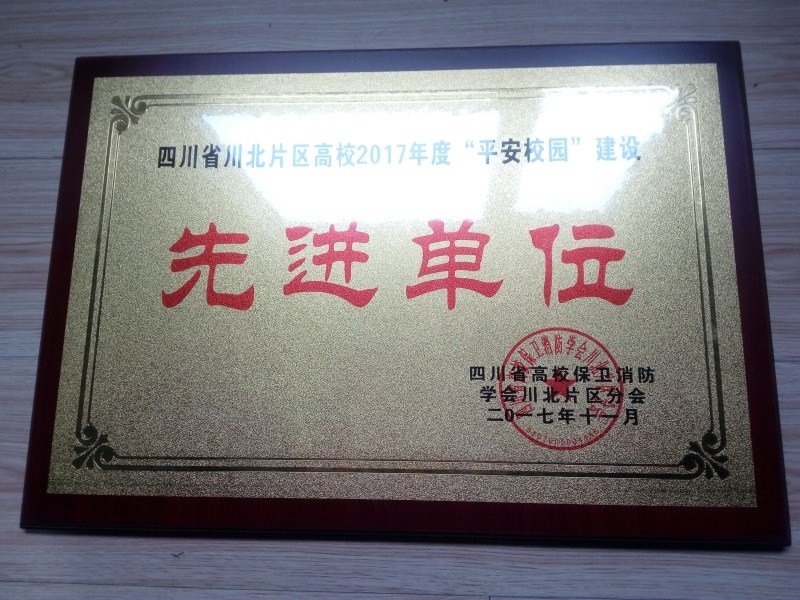 四川省川北片区高校2017年度“平安校园”建设
先进单位
四川省高校保卫消防
学会川北片区分会
二0一七年十一月